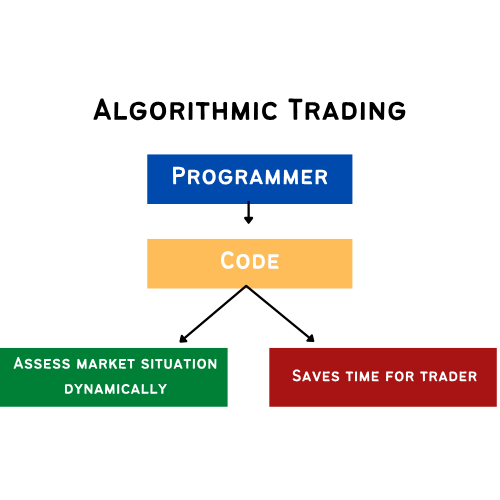 Algorithmic Trading
Programmer
Code
Assess market situation
dynamically
Saves time for trader